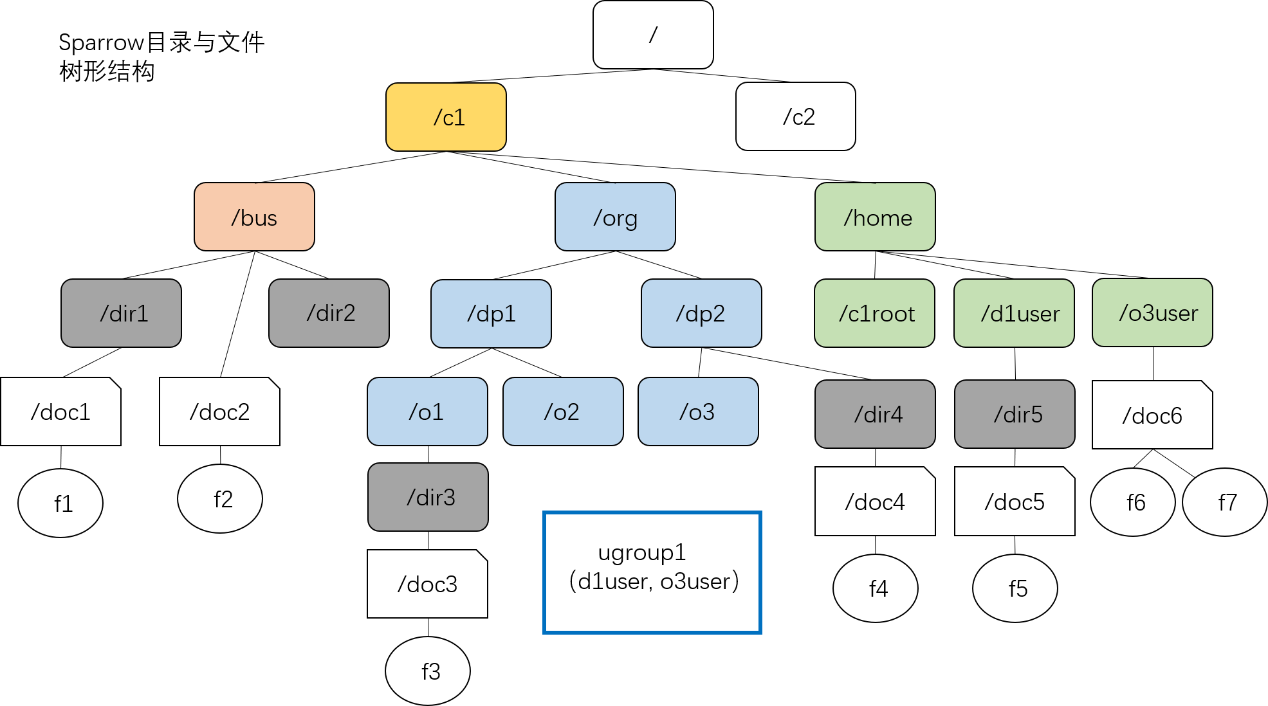 Sparrow目录与文件
树形结构
/
/c1
/c2
/bus
/org
/home
/dir1
/dir2
/dp1
/dp2
/c1root
/d1user
/o3user
/doc1
/doc2
/o1
/o2
/o3
/dir4
/dir5
/doc6
f1
f2
/dir3
/doc4
/doc5
f6
f7
ugroup1
（d1user, o3user）
/doc3
f4
f5
f3